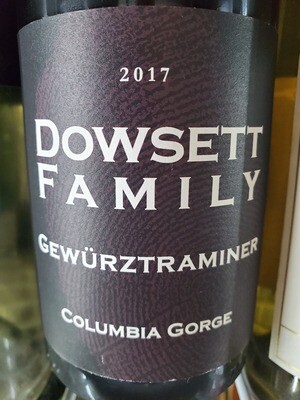 2017
DOWSETT
FAMILY
GEWÜRZTRAMINER
COLUMBIA GORGE